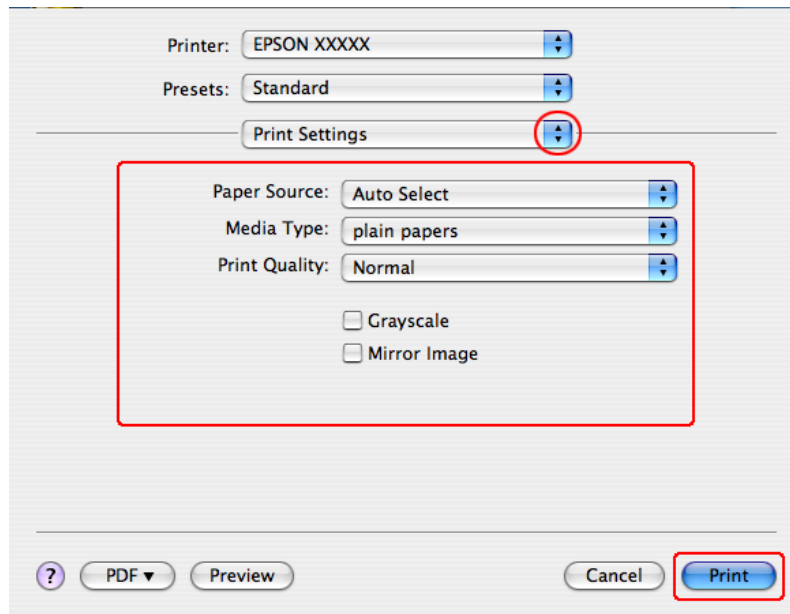 Printer: EPSON XXXXX
Presets: Standard
Print Settings
Paper Source: Auto Select
Media Type: plain papers
Print Quality: Normal
Grayscale
Mirror Image
? PDF ▼ Preview Cancel Print